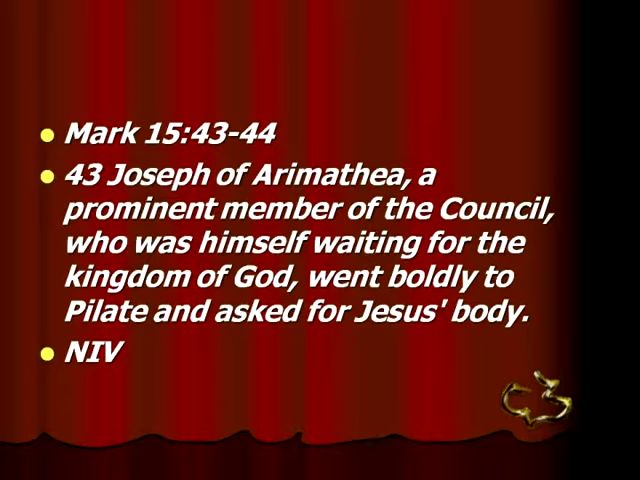 Mark 15:43-44
43 Joseph of Arimathea, a
prominent member of the Council,
who was himself waiting for the
kingdom of God, went boldly to
Pilate and asked for Jesus' body.
NIV